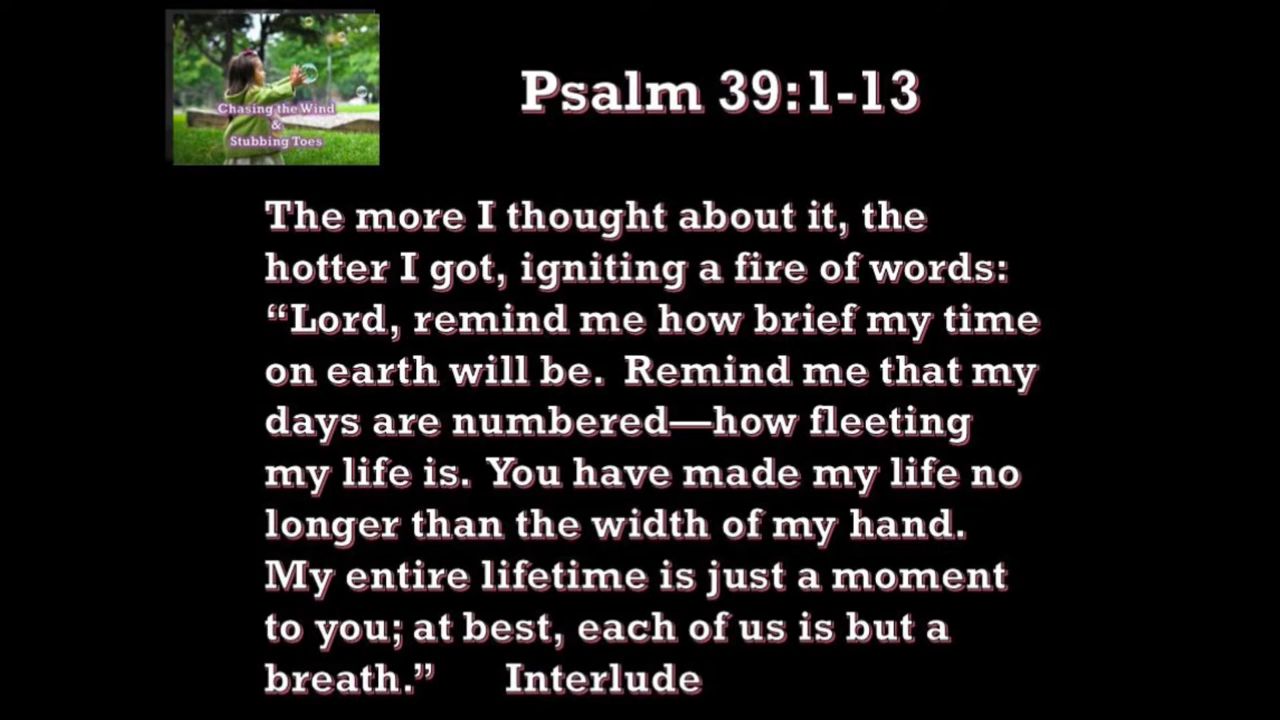 Chasing the Wind
&
Stubbing Toes
Psalm 39:1-13
The more I thought about it, the
hotter I got, igniting a fire of words:
“Lord, remind me how brief my time
on earth will be. Remind me that my
days are numbered—how fleeting
my life is. You have made my life no
longer than the width of my hand.
My entire lifetime is just a moment
to you; at best, each of us is but a
breath.” Interlude